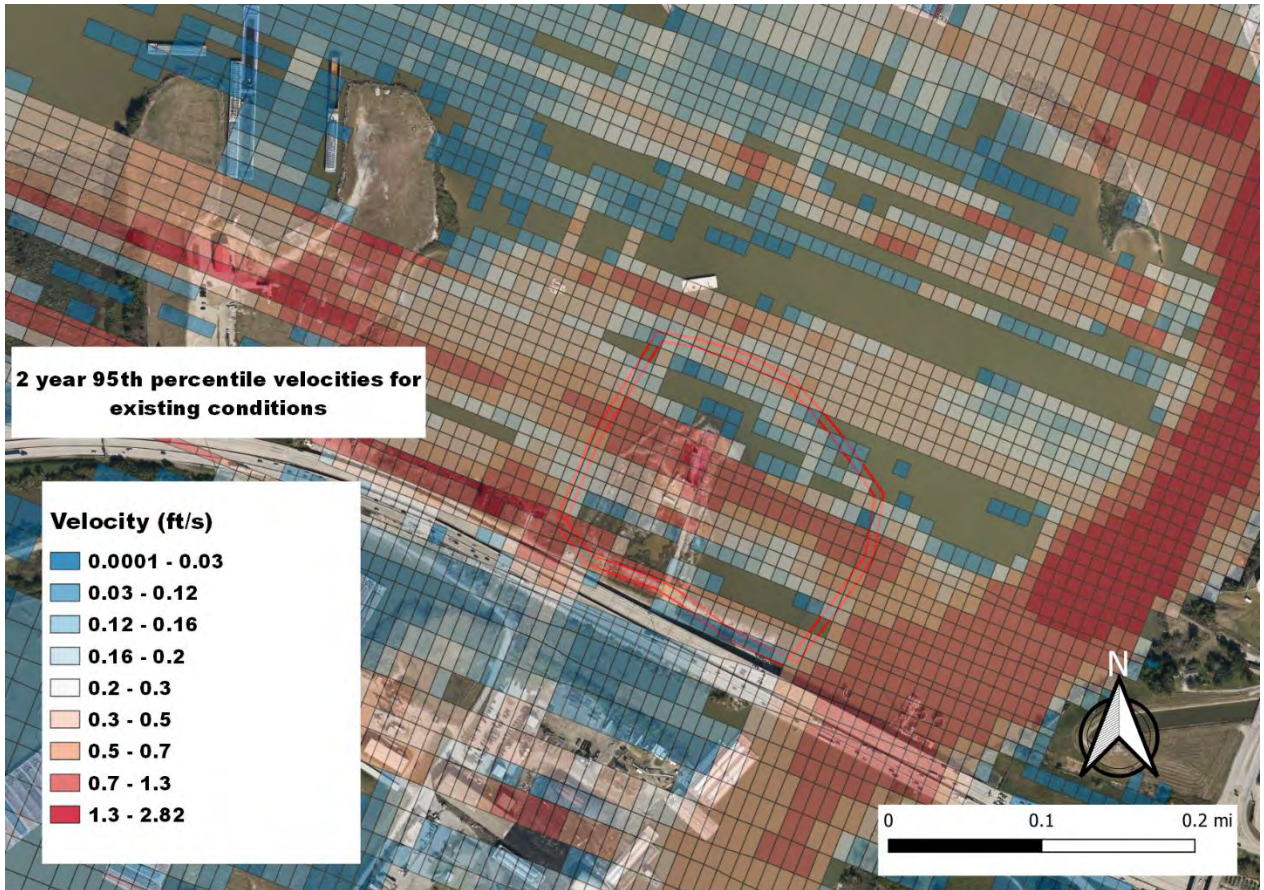 2 year 95th percentile velocities for
existing conditions
Velocity (ft/s)
0.0001 - 0.03
0.03 - 0.12
0.12 - 0.16
0.16 - 0.2
0.2 - 0.3
0.3 - 0.5
0.5 - 0.7
0.7 - 1.3
1.3 - 2.82
N
0 0.1 0.2 mi